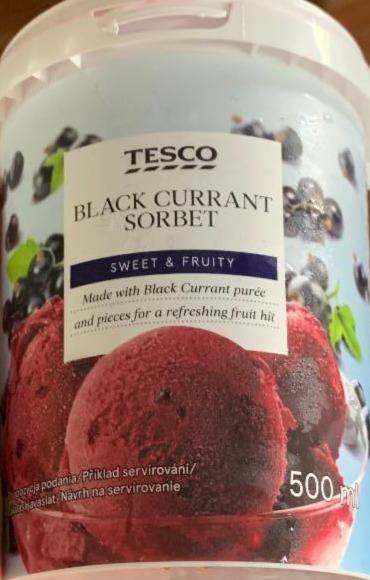 TESCO
BLACK CURRANT
SORBET
SWEET & FRUITY
Made with Black Currant purée
and pieces for a refreshing fruit hit
podania/Příklad servírování/
/Návrh na servírovanie
500 ml